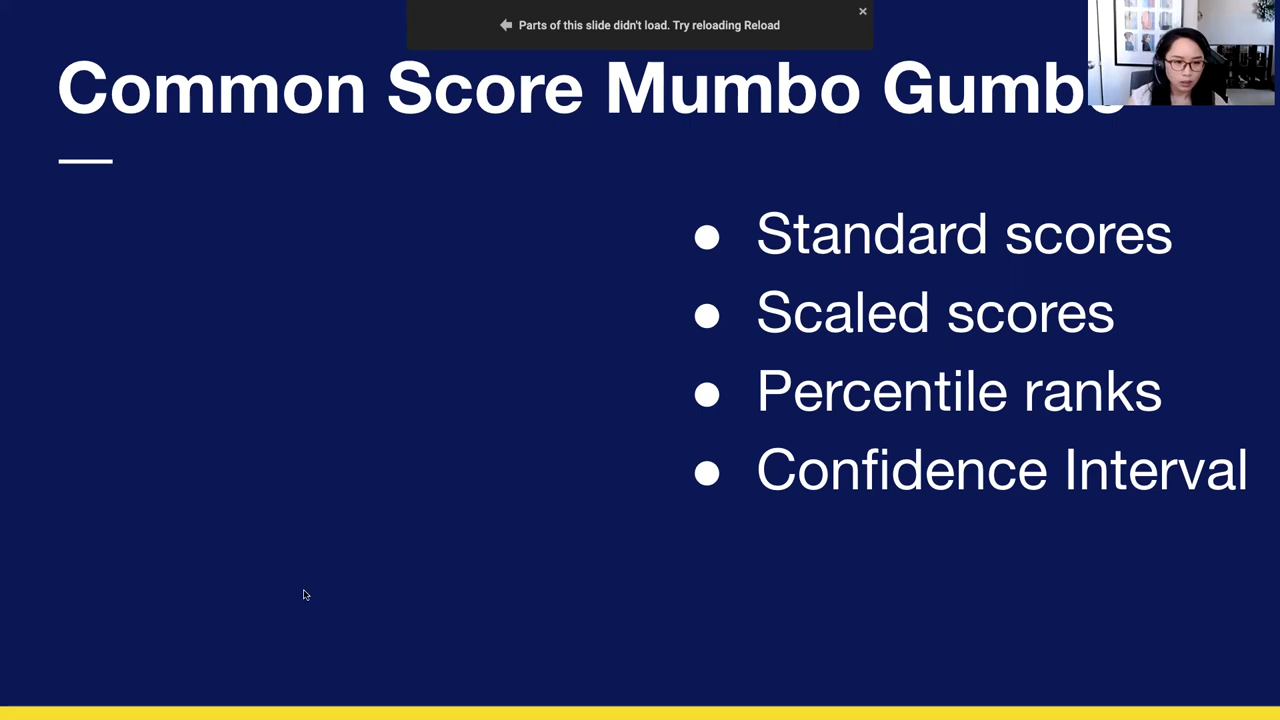 Parts of this slide didn't load. Try reloading Reload
Common Score Mumbo Gumbo
● Standard scores
● Scaled scores
● Percentile ranks
● Confidence Interval